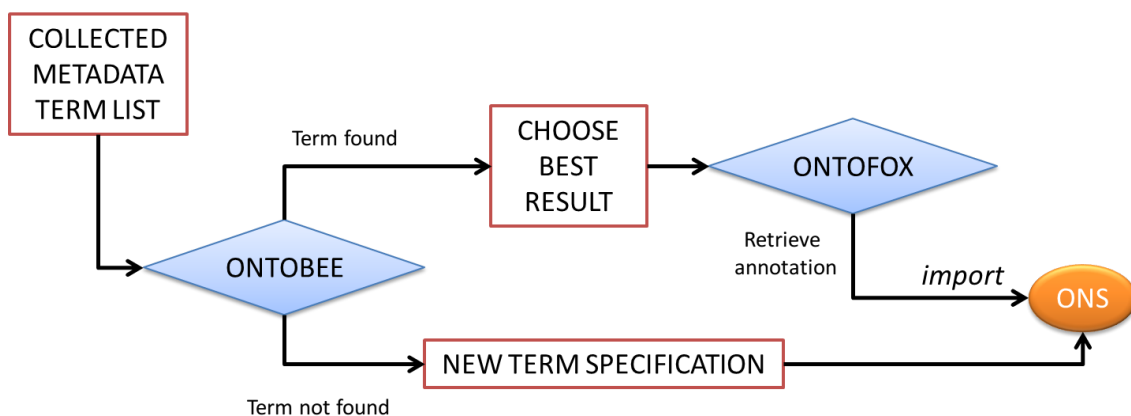 COLLECTED
METADATA
TERM LIST
Term found
CHOOSE
BEST
RESULT
ONTOFOX
ONTOBEE
Retrieve
annotation
import
ONS
NEW TERM SPECIFICATION
Term not found